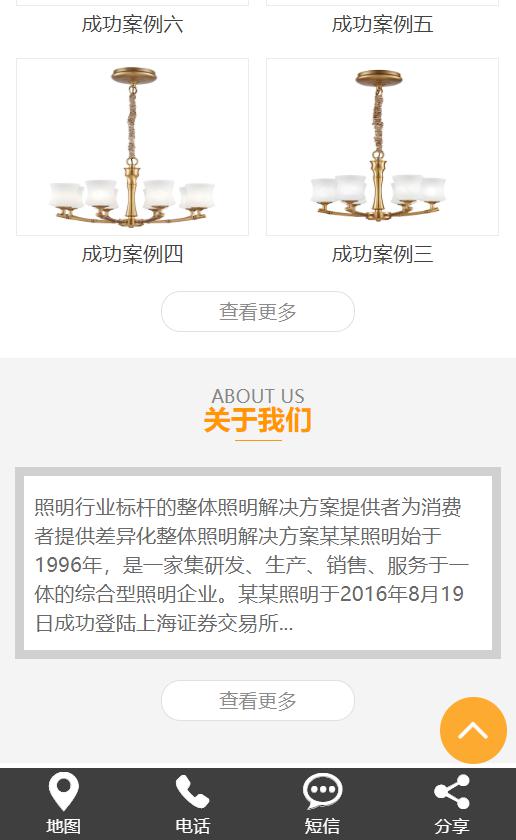 成功案例六
成功案例五
成功案例四
成功案例三
查看更多
ABOUT US
关于我们
照明行业标杆的整体照明解决方案提供者为消费
者提供差异化整体照明解决方案某某照明始于
1996年，是一家集研发、生产、销售、服务于一
体的综合型照明企业。某某照明于2016年8月19
日成功登陆上海证券交易所...
查看更多
地图
电话
短信
分享